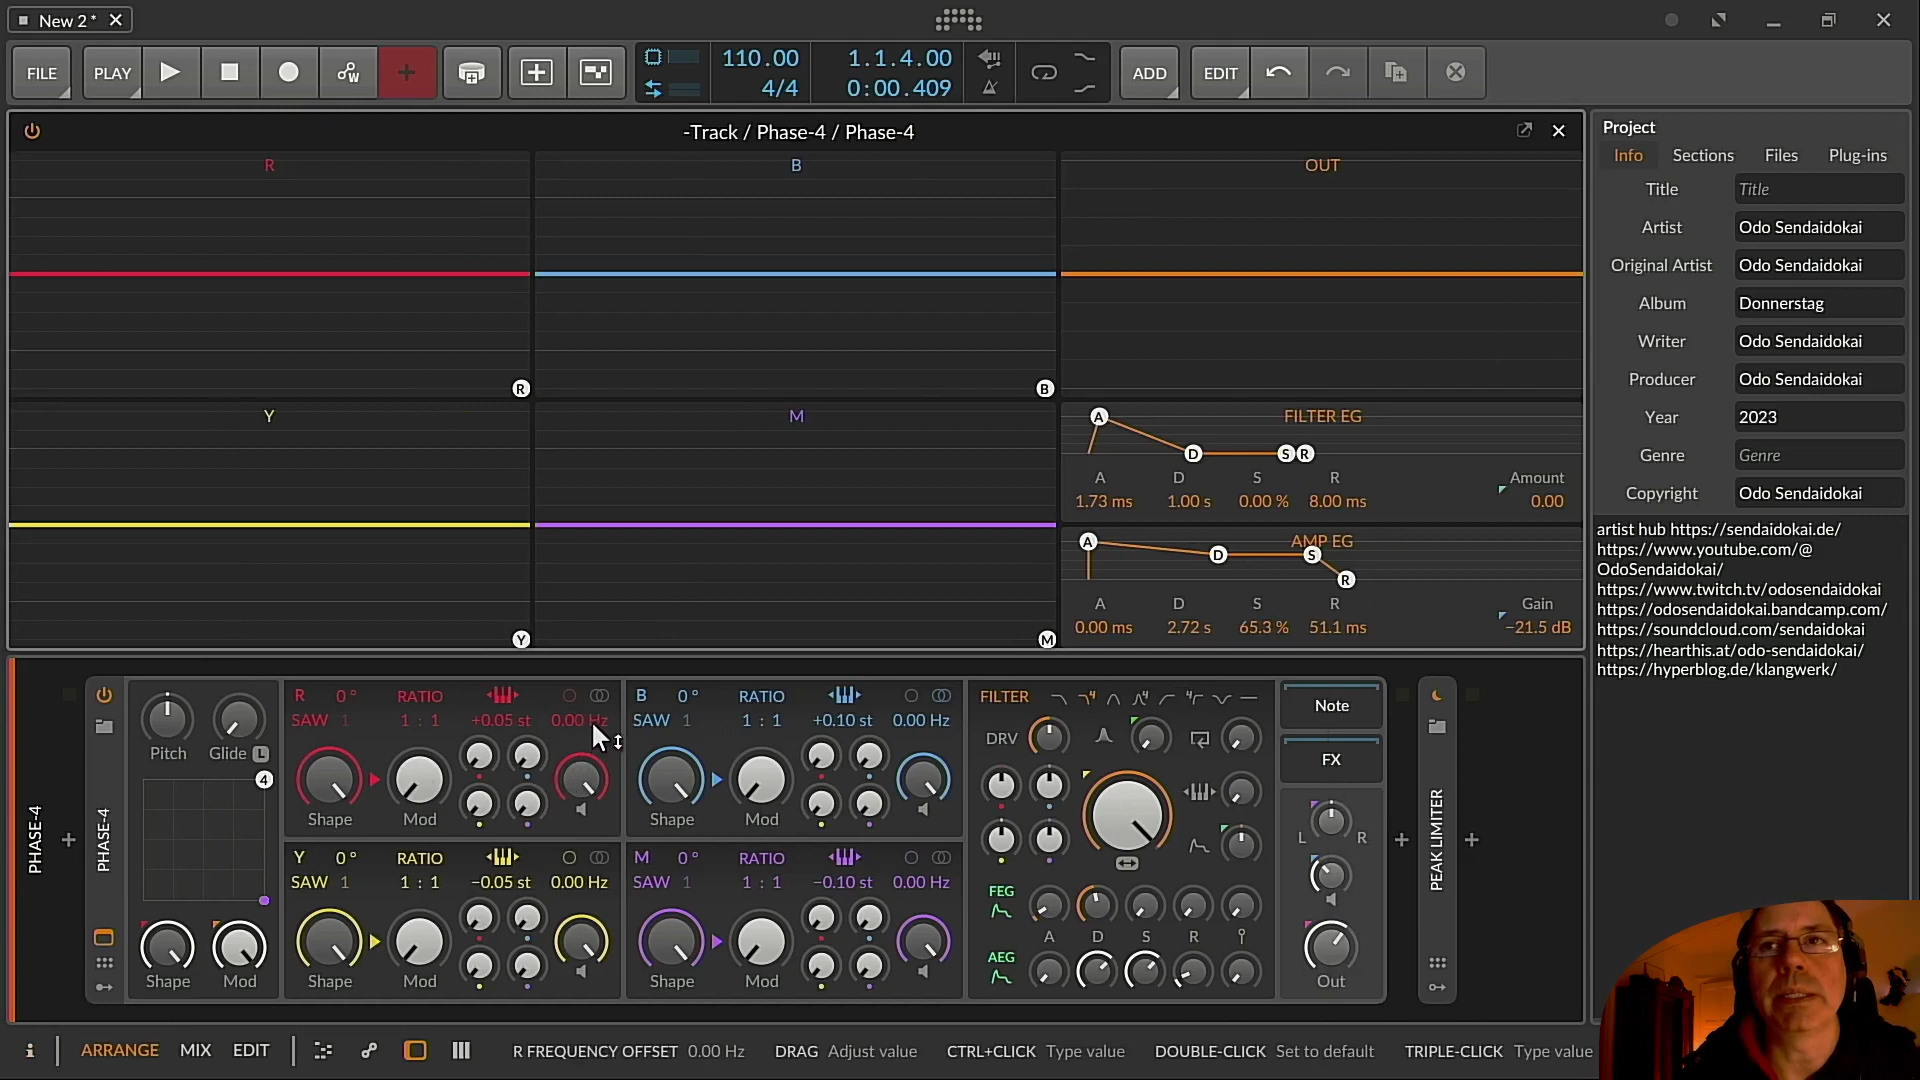 New 2 *
FILE
PLAY
110.00
4/4
1.1.4.00
0:00.409
ADD
EDIT
-Track / Phase-4 / Phase-4
R
B
OUT
R
B
Y
M
Y
M
A
D
S
R
FILTER EG
A D S R Amount
1.73 ms 1.00 s 0.00 % 8.00 ms 0.00
A
D
S
R
AMP EG
A D S R Gain
0.00 ms 2.72 s 65.3 % 51.1 ms −21.5 dB
Project
Info Sections Files Plug-ins
Title Title
Artist Odo Sendaidokai
Original Artist Odo Sendaidokai
Album Donnerstag
Writer Odo Sendaidokai
Producer Odo Sendaidokai
Year 2023
Genre Genre
Copyright Odo Sendaidokai
artist hub https://sendaidokai.de/
https://www.youtube.com/@
OdoSendaidokai/
https://www.twitch.tv/odosendaidokai
https://odosendaidokai.bandcamp.com/
https://soundcloud.com/sendaidokai
https://hearthis.at/odo-sendaidokai/
https://hyperblog.de/klangwerk/
PHASE-4
PHASE-4
Pitch Glide L
4
Shape Mod
R 0 ° RATIO
SAW 1 1 : 1 +0.05 st 0.00 Hz
Shape Mod
B 0 ° RATIO
SAW 1 1 : 1 +0.10 st 0.00 Hz
Shape Mod
Y 0 ° RATIO
SAW 1 1 : 1 −0.05 st 0.00 Hz
Shape Mod
M 0 ° RATIO
SAW 1 1 : 1 −0.10 st 0.00 Hz
Shape Mod
FILTER
DRV
FEG
A D S R
AEG
Note
FX
L R
Out
PEAK LIMITER
i ARRANGE MIX EDIT R FREQUENCY OFFSET 0.00 Hz DRAG Adjust value CTRL+CLICK Type value DOUBLE-CLICK Set to default TRIPLE-CLICK Type value